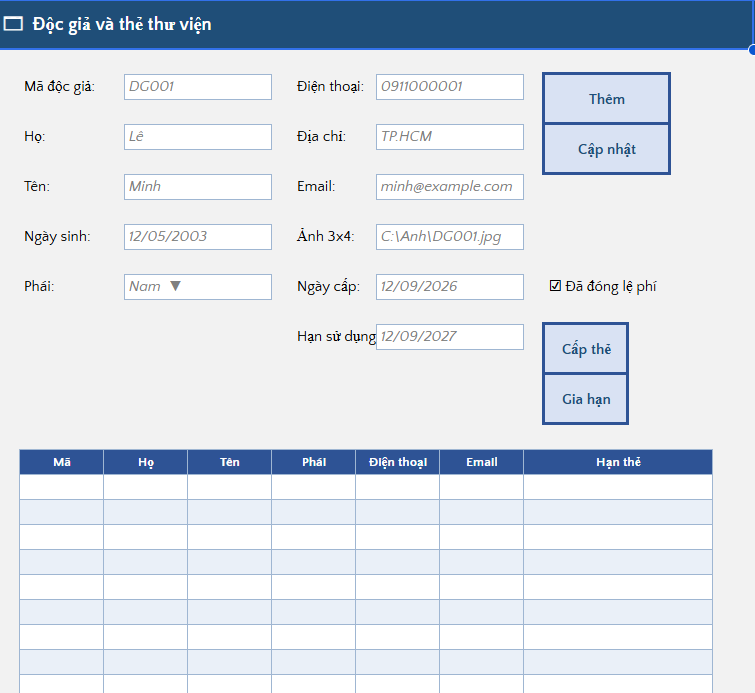 Độc giả và thẻ thư viện
Mã độc giả: DG001 Điện thoại: 0911000001 Thêm
Họ: Lê Địa chỉ: TP.HCM Cập nhật
Tên: Minh Email: minh@example.com
Ngày sinh: 12/05/2003 Ảnh 3x4: C:\Anh\DG001.jpg
Phái: Nam ▼ Ngày cấp: 12/09/2026 ☑ Đã đóng lệ phí
Hạn sử dụng 12/09/2027 Cấp thẻ
Gia hạn
Mã Họ Tên Phái Điện thoại Email Hạn thẻ